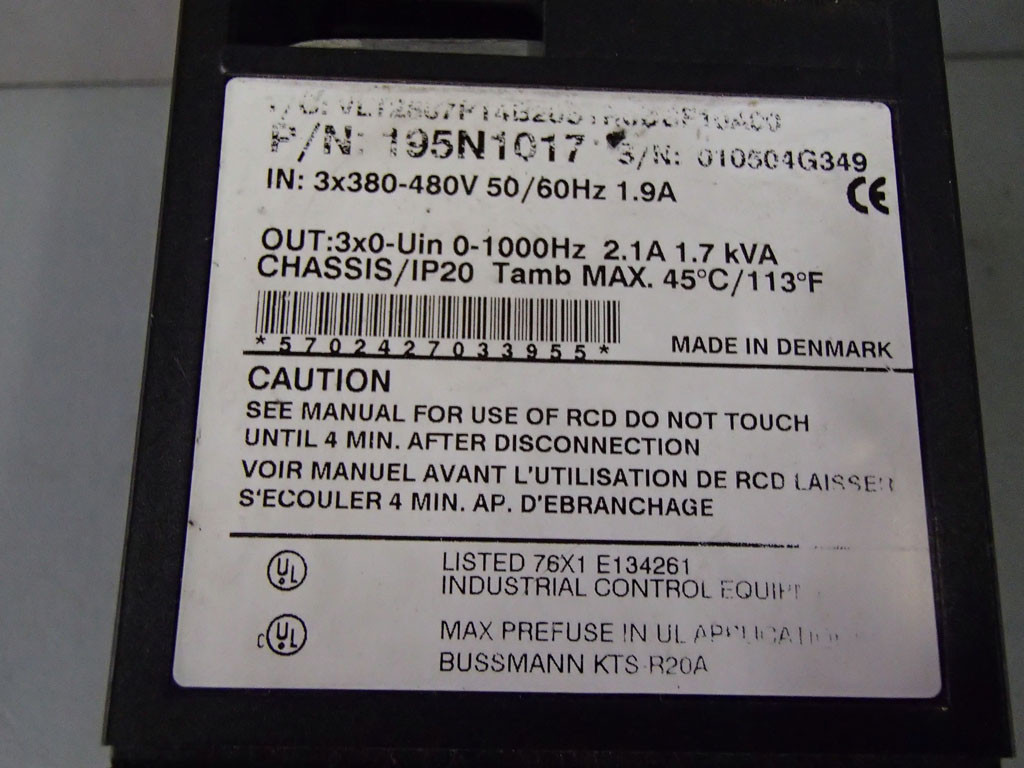 P/N: 195N1017 S/N: 010504G349
IN: 3x380-480V 50/60Hz 1.9A
CE
OUT:3x0-Uin 0-1000Hz 2.1A 1.7 kVA
CHASSIS/IP20 Tamb MAX. 45°C/113°F
*5702427033955*
MADE IN DENMARK
CAUTION
SEE MANUAL FOR USE OF RCD DO NOT TOUCH
UNTIL 4 MIN. AFTER DISCONNECTION
VOIR MANUEL AVANT L'UTILISATION DE RCD LAISSER
S'ECOULER 4 MIN. AP. D'EBRANCHAGE
UL
LISTED 76X1 E134261
INDUSTRIAL CONTROL
C UL
MAX PREFUSE IN UL
BUSSMANN KTS-R20A